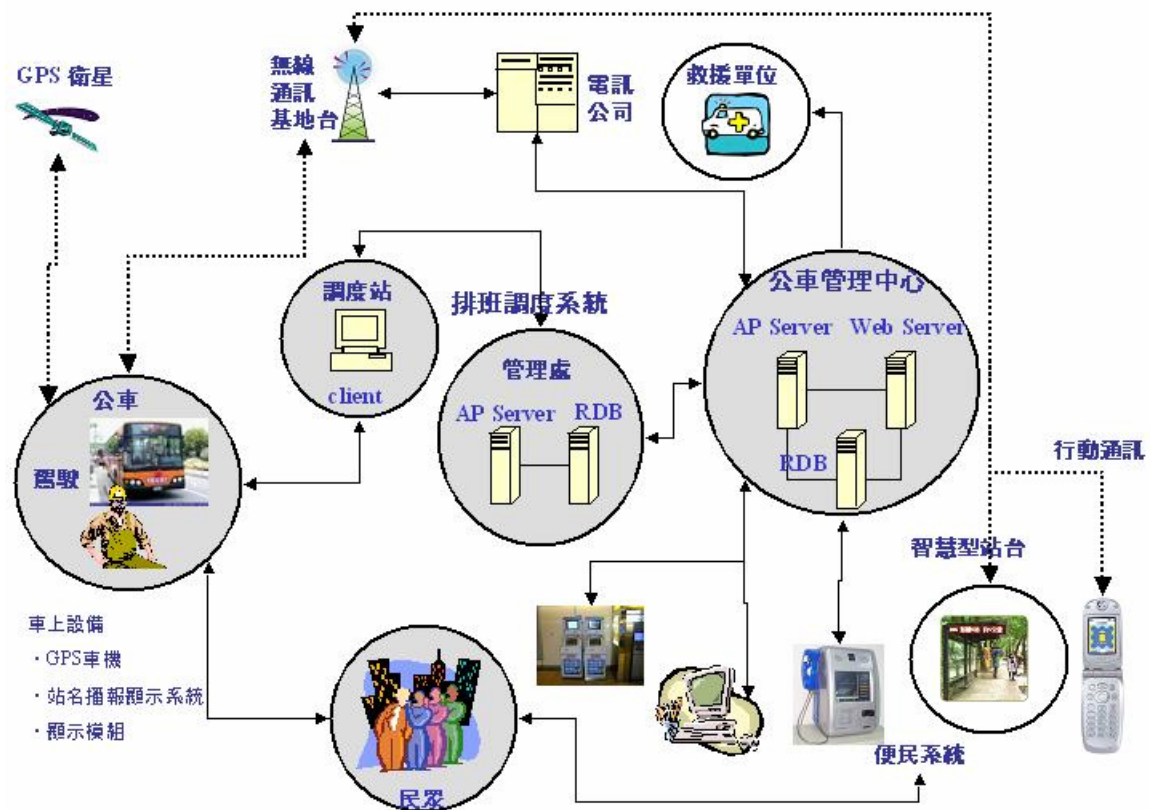 GPS 衛星
無線
通訊
基地台
電訊
公司
救援單位
調度站
client
排班調度系統
管理處
AP Server
RDB
公車管理中心
AP Server
Web Server
RDB
公車
駕駛
行動通訊
智慧型站台
車上設備
・GPS車機
・站名播報顯示系統
・顯示模組
民眾
便民系統